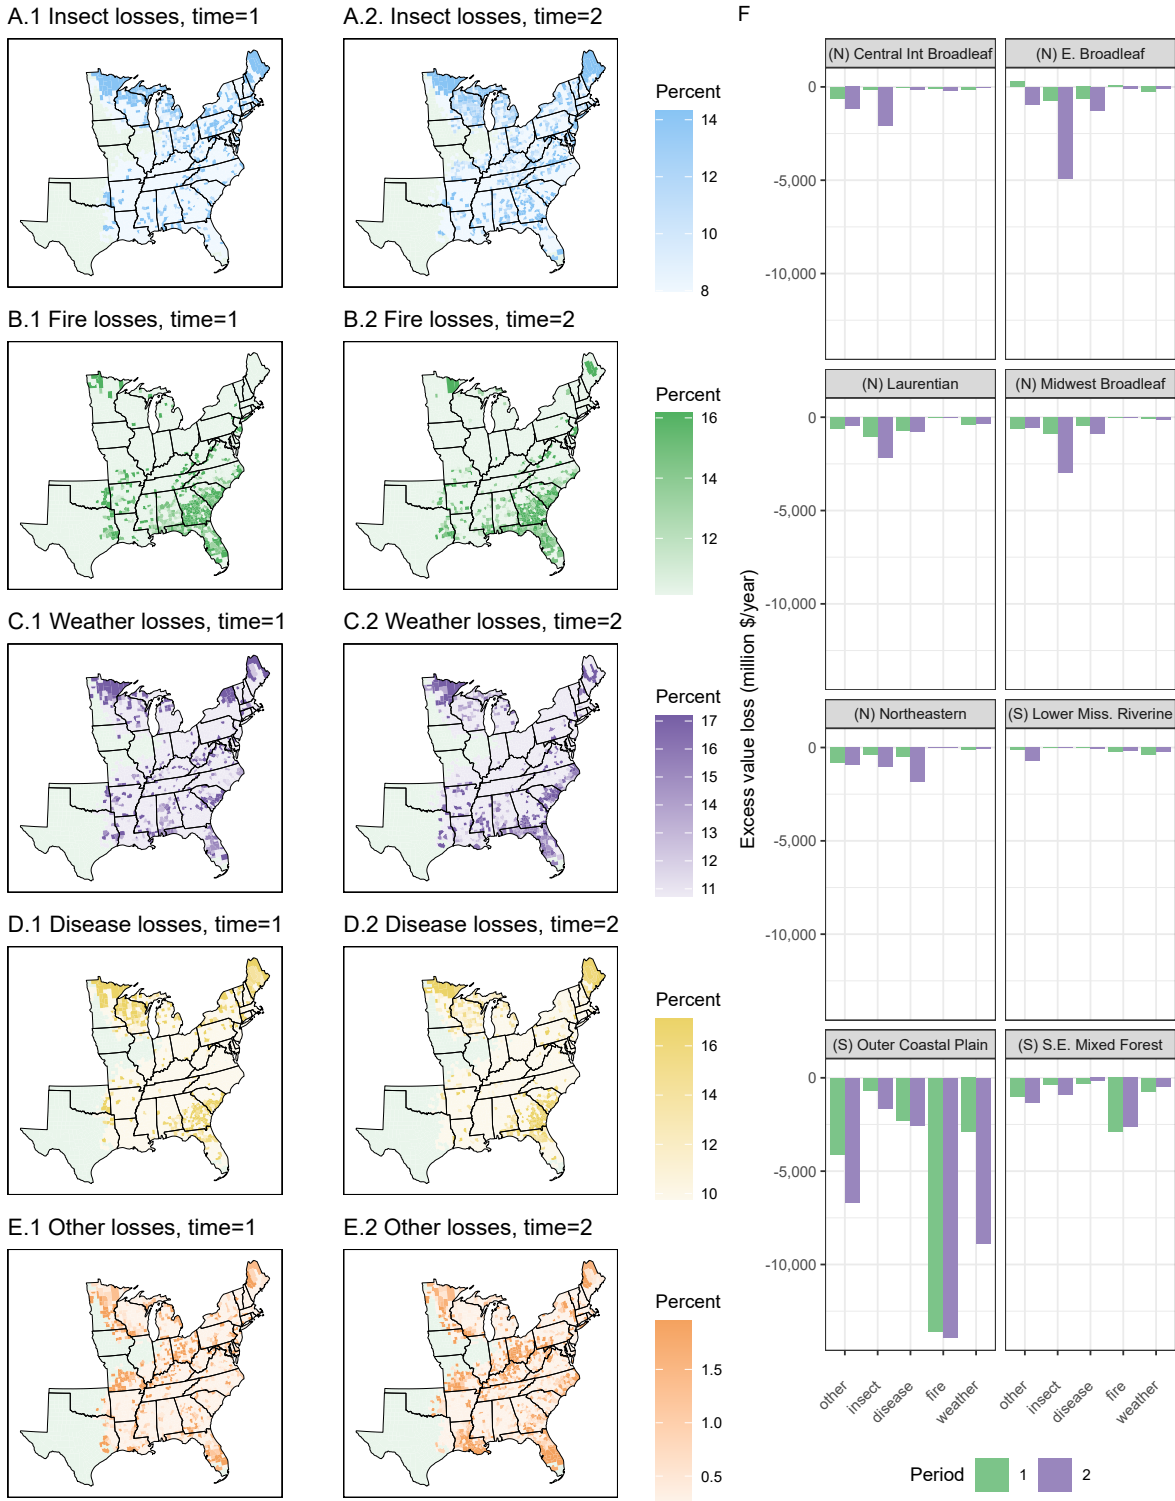 A.1 Insect losses, time=1
A.2. Insect losses, time=2
Percent
14
12
10
8
B.1 Fire losses, time=1
B.2 Fire losses, time=2
Percent
16
14
12
C.1 Weather losses, time=1
C.2 Weather losses, time=2
Percent
17
16
15
14
13
12
11
D.1 Disease losses, time=1
D.2 Disease losses, time=2
Percent
16
14
12
10
E.1 Other losses, time=1
E.2 Other losses, time=2
Percent
1.5
1.0
0.5
F
Excess value loss (million $/year)
(N) Central Int Broadleaf
(N) E. Broadleaf
0
-5,000
-10,000
(N) Laurentian
(N) Midwest Broadleaf
0
-5,000
-10,000
(N) Northeastern
(S) Lower Miss. Riverine
0
-5,000
-10,000
(S) Outer Coastal Plain
(S) S.E. Mixed Forest
0
-5,000
-10,000
other
insect
disease
fire
weather
other
insect
disease
fire
weather
Period
1
2